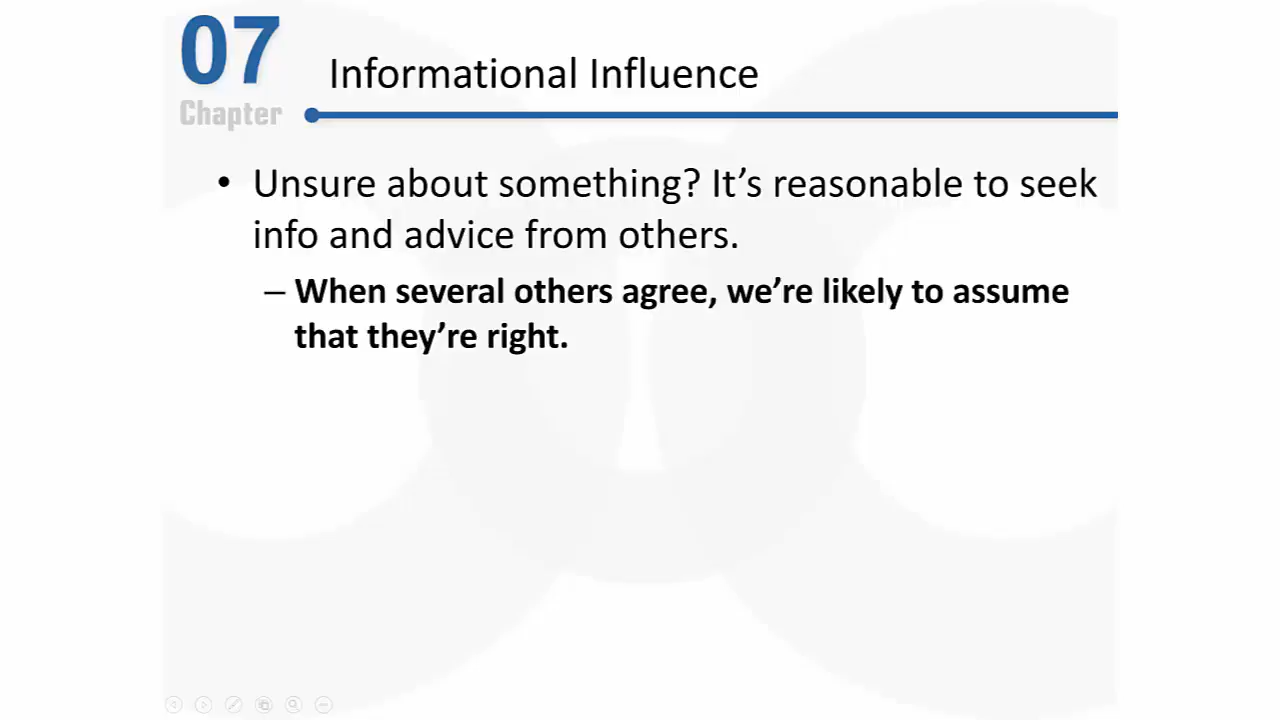 07
Chapter
Informational Influence
• Unsure about something? It’s reasonable to seek
info and advice from others.
– When several others agree, we’re likely to assume
that they’re right.